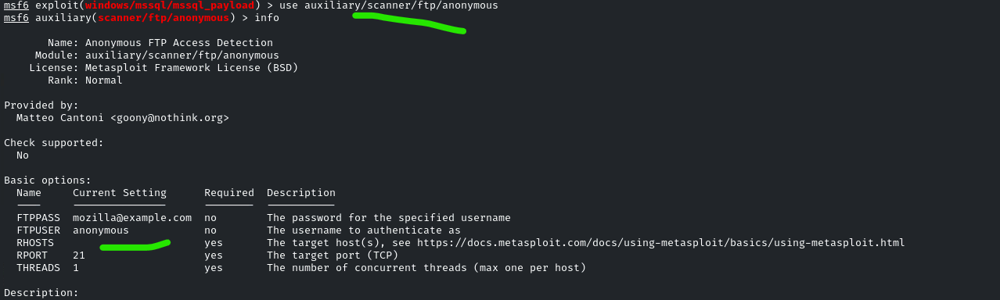 msf6 exploit(windows/mssql/mssql_payload) > use auxiliary/scanner/ftp/anonymous
msf6 auxiliary(scanner/ftp/anonymous) > info
Name: Anonymous FTP Access Detection
Module: auxiliary/scanner/ftp/anonymous
License: Metasploit Framework License (BSD)
Rank: Normal
Provided by:
Matteo Cantoni <goony@nothink.org>
Check supported:
No
Basic options:
Name Current Setting Required Description
---- --------------- -------- -----------
FTPPASS mozilla@example.com no The password for the specified username
FTPUSER anonymous no The username to authenticate as
RHOSTS yes The target host(s), see https://docs.metasploit.com/docs/using-metasploit/basics/using-metasploit.html
RPORT 21 yes The target port (TCP)
THREADS 1 yes The number of concurrent threads (max one per host)
Description: